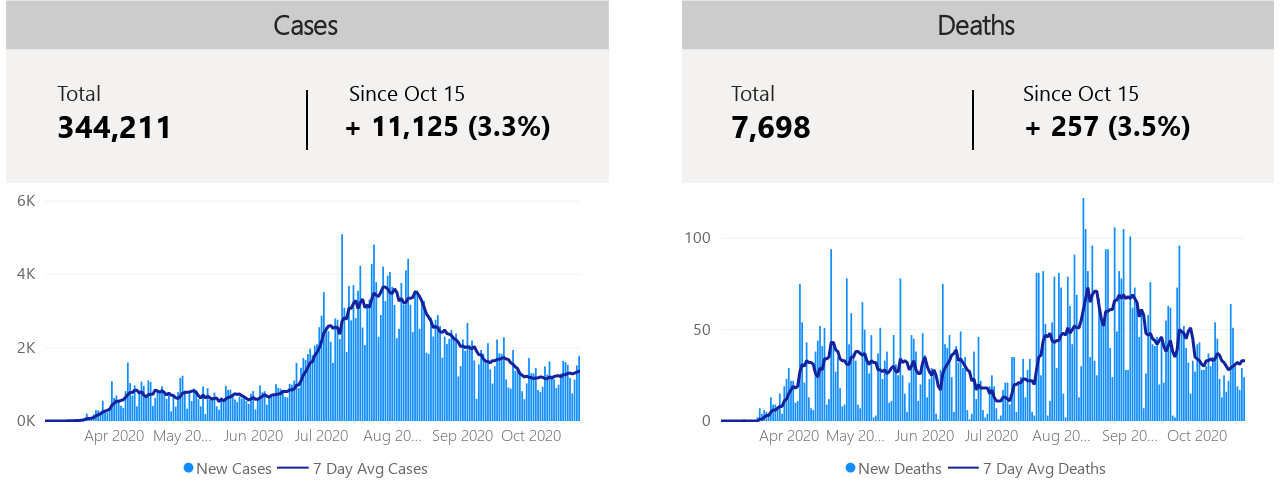 Cases
Total
344,211
Since Oct 15
+ 11,125 (3.3%)
6K
4K
2K
0K
Apr 2020 May 20... Jun 2020 Jul 2020 Aug 20... Sep 2020 Oct 2020
New Cases 7 Day Avg Cases
Deaths
Total
7,698
Since Oct 15
+ 257 (3.5%)
100
50
0
Apr 2020 May 20... Jun 2020 Jul 2020 Aug 20... Sep 20... Oct 2020
New Deaths 7 Day Avg Deaths